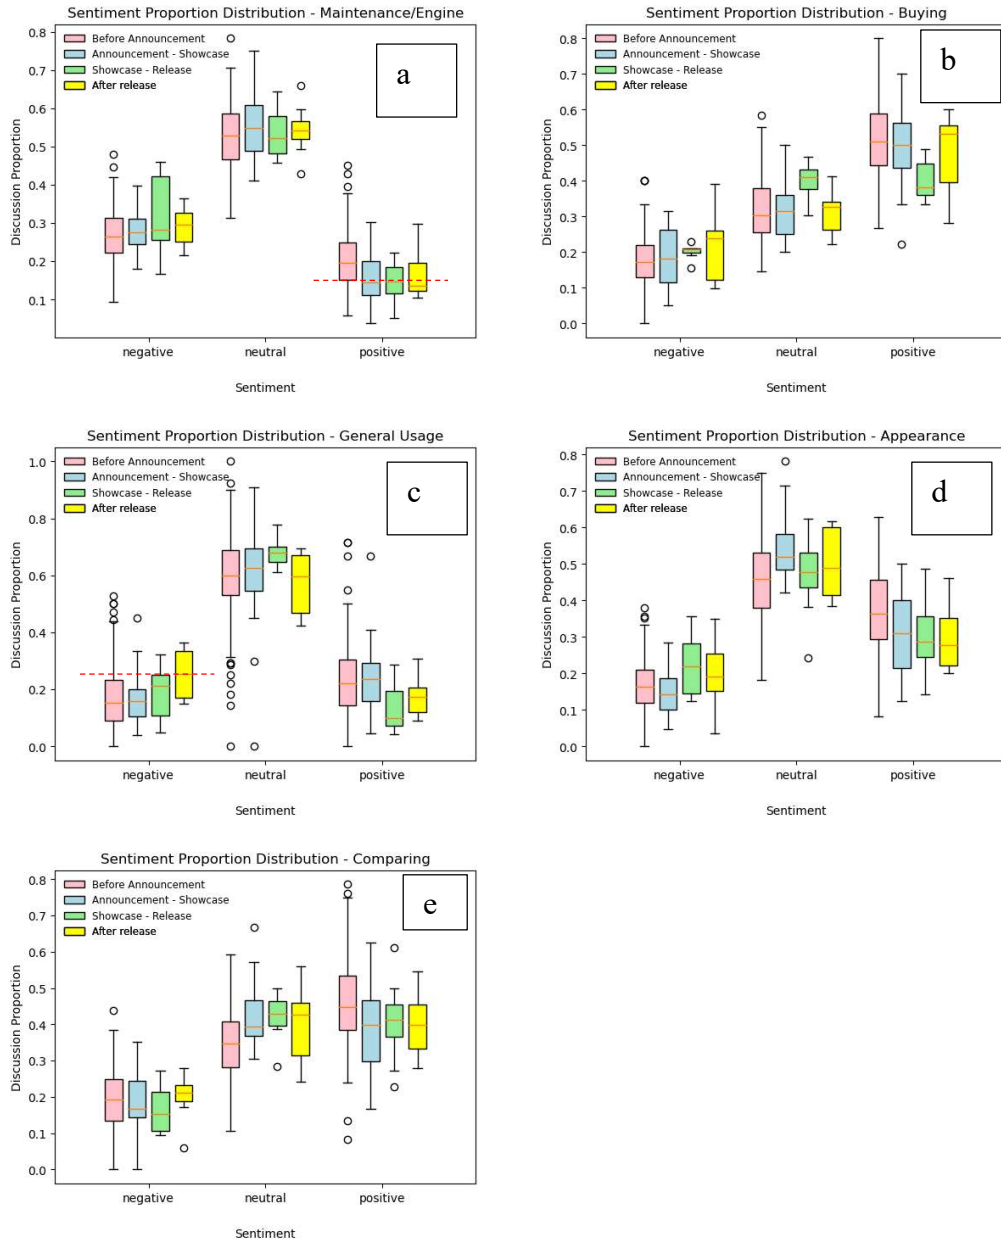 Sentiment Proportion Distribution - Maintenance/Engine
0.8
0.7
0.6
0.5
0.4
0.3
0.2
0.1
Discussion Proportion
Before Announcement
Announcement - Showcase
Showcase - Release
After release
a
negative
neutral
positive
Sentiment
Sentiment Proportion Distribution - Buying
0.8
0.7
0.6
0.5
0.4
0.3
0.2
0.1
0.0
Discussion Proportion
Before Announcement
Announcement - Showcase
Showcase - Release
After release
b
negative
neutral
positive
Sentiment
Sentiment Proportion Distribution - General Usage
1.0
0.8
0.6
0.4
0.2
0.0
Discussion Proportion
Before Announcement
Announcement - Showcase
Showcase - Release
After release
c
negative
neutral
positive
Sentiment
Sentiment Proportion Distribution - Appearance
0.8
0.7
0.6
0.5
0.4
0.3
0.2
0.1
0.0
Discussion Proportion
Before Announcement
Announcement - Showcase
Showcase - Release
After release
d
negative
neutral
positive
Sentiment
Sentiment Proportion Distribution - Comparing
0.8
0.7
0.6
0.5
0.4
0.3
0.2
0.1
0.0
Discussion Proportion
Before Announcement
Announcement - Showcase
Showcase - Release
After release
e
negative
neutral
positive
Sentiment